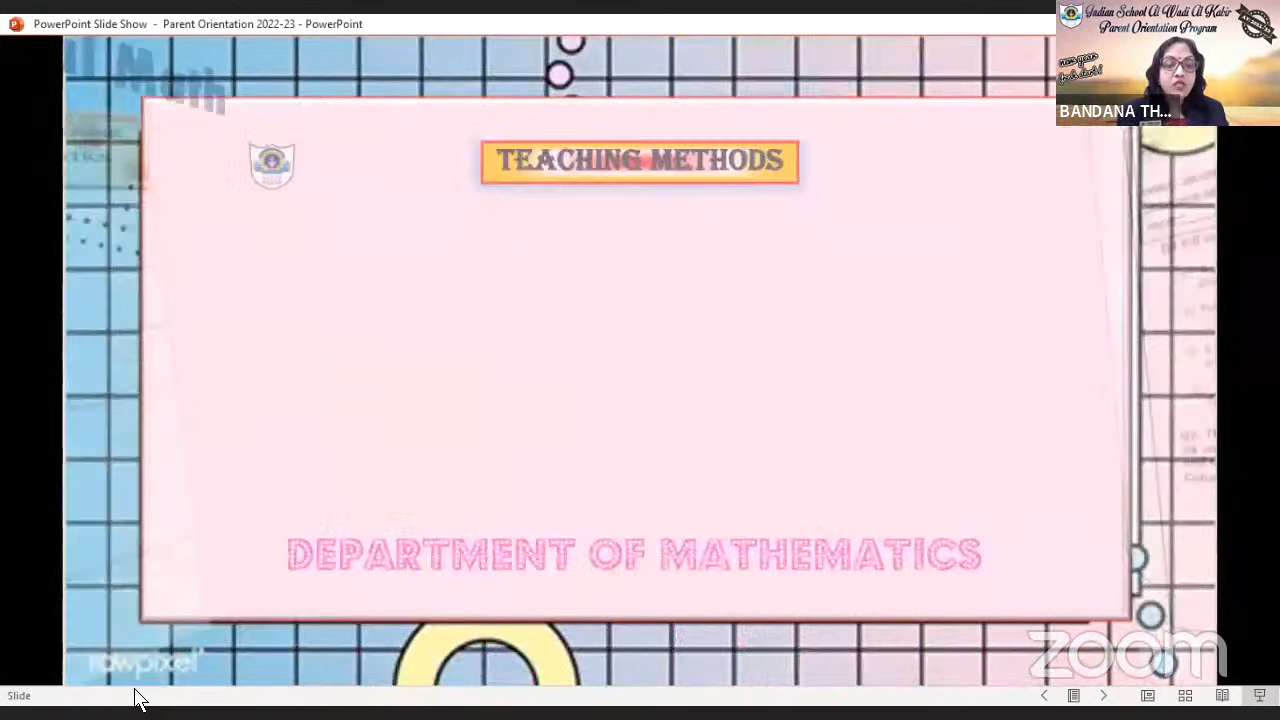 PowerPoint Slide Show - Parent Orientation 2022-23 - PowerPoint
Indian School Al Wadi Al Kabir
Parent Orientation Program
BANDANA TH...
Math
TEACHING METHODS
DEPARTMENT OF MATHEMATICS
rawpixel
zoom
Slide